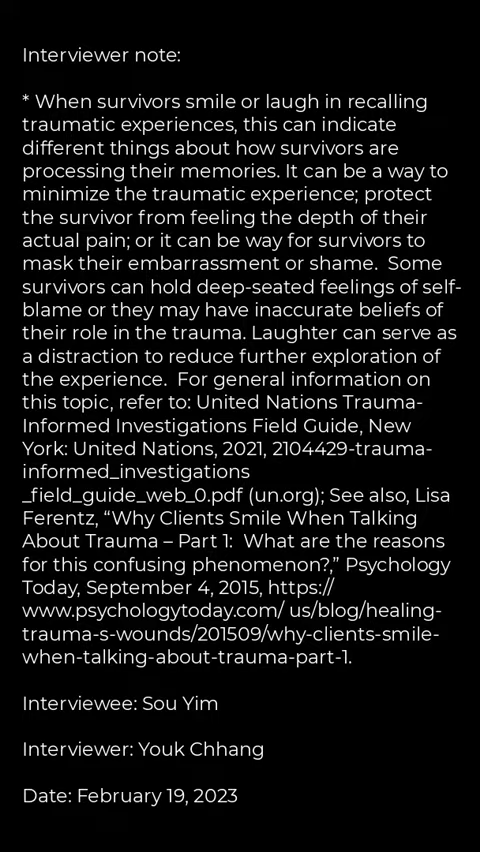 Interviewer note:
* When survivors smile or laugh in recalling
traumatic experiences, this can indicate
different things about how survivors are
processing their memories. It can be a way to
minimize the traumatic experience; protect
the survivor from feeling the depth of their
actual pain; or it can be way for survivors to
mask their embarrassment or shame.  Some
survivors can hold deep-seated feelings of self-
blame or they may have inaccurate beliefs of
their role in the trauma. Laughter can serve as
a distraction to reduce further exploration of
the experience.  For general information on
this topic, refer to: United Nations Trauma-
Informed Investigations Field Guide, New
York: United Nations, 2021, 2104429-trauma-
informed_investigations
_field_guide_web_0.pdf (un.org); See also, Lisa
Ferentz, “Why Clients Smile When Talking
About Trauma – Part 1:  What are the reasons
for this confusing phenomenon?,” Psychology
Today, September 4, 2015, https://
www.psychologytoday.com/ us/blog/healing-
trauma-s-wounds/201509/why-clients-smile-
when-talking-about-trauma-part-1.
Interviewee: Sou Yim
Interviewer: Youk Chhang
Date: February 19, 2023